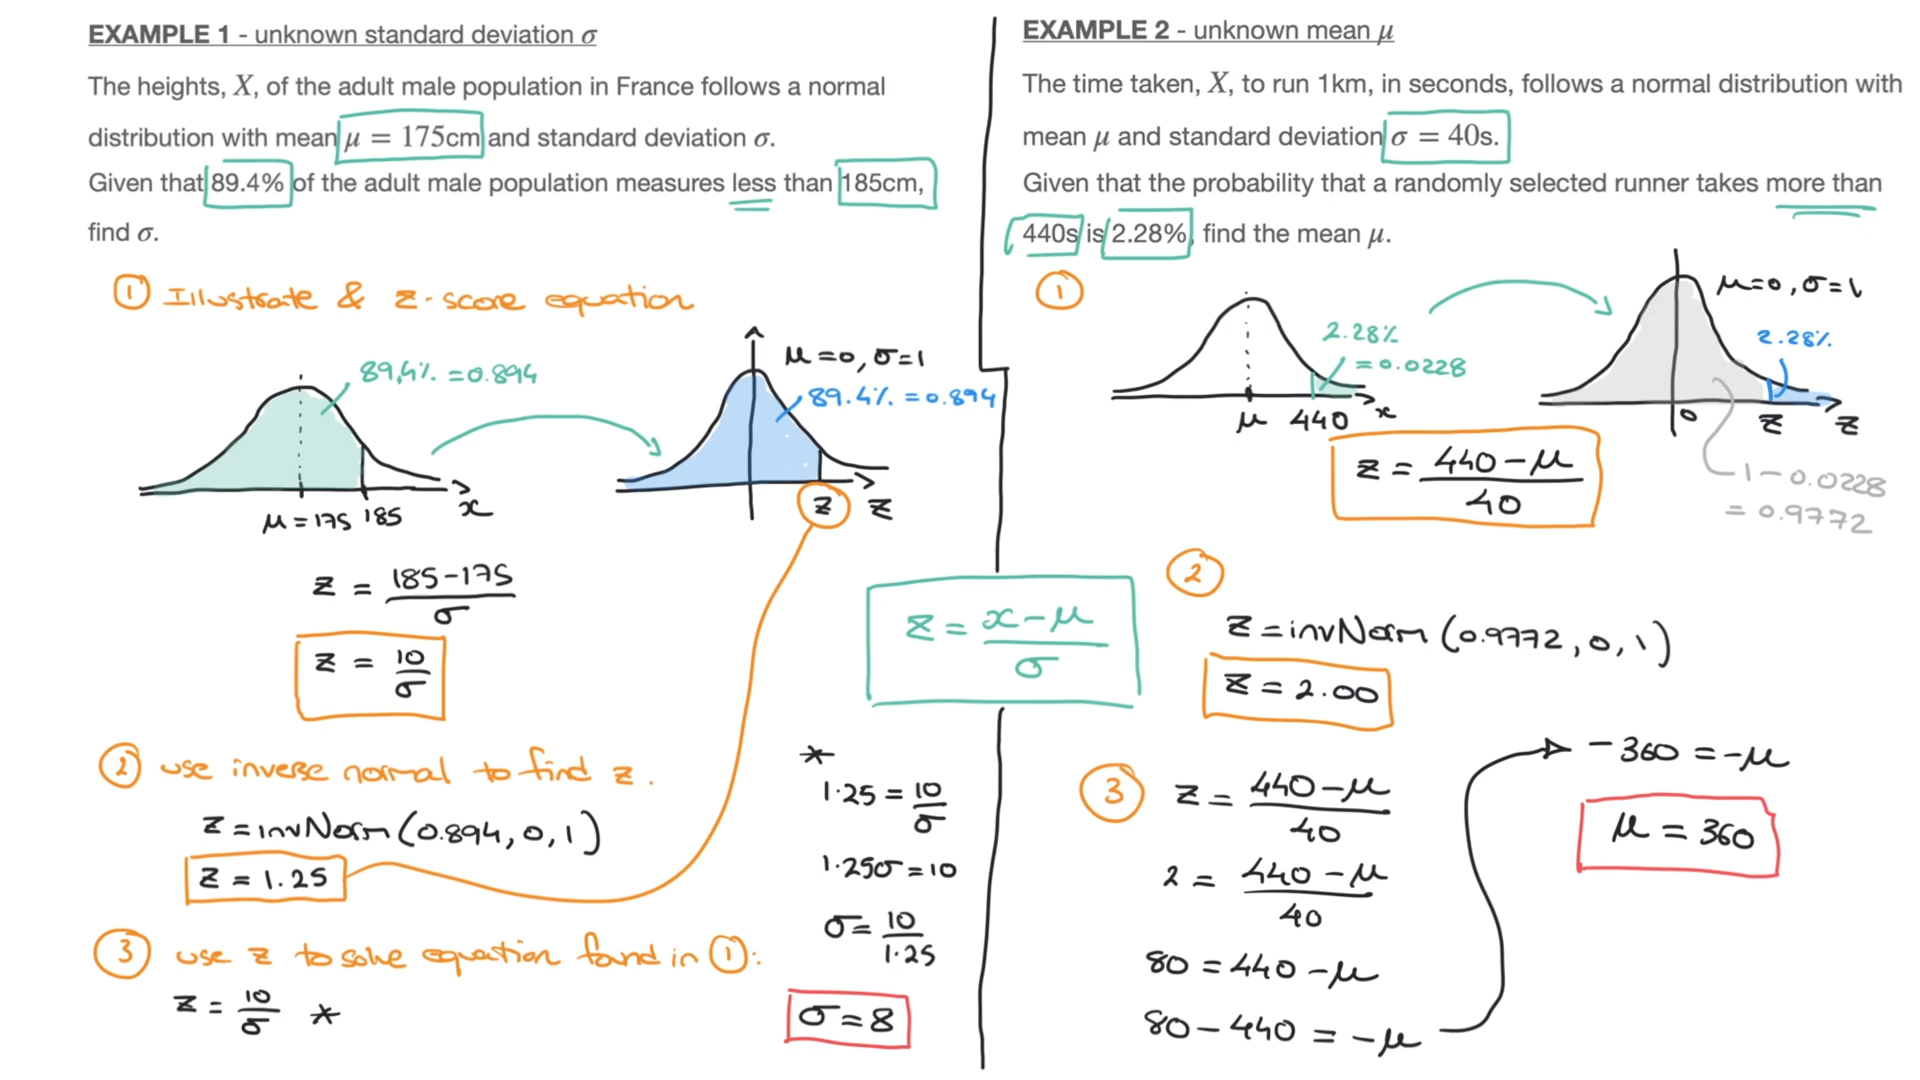 EXAMPLE 1 - unknown standard deviation σ
The heights, X, of the adult male population in France follows a normal
distribution with mean μ = 175cm and standard deviation σ.
Given that 89.4% of the adult male population measures less than 185cm,
find σ.
① Illustrate & z-score equation
89,4% = 0.894
μ = 175 185 x
μ = 0, σ = 1
89.4% = 0.894
z z
z = (185-175)/σ
z = 10/σ
② use inverse normal to find z.
z = invNorm(0.894, 0, 1)
z = 1.25
③ use z to solve equation found in ①:
z = 10/σ *
*
1.25 = 10/σ
1.25σ = 10
σ = 10/1.25
σ = 8
z = (x-μ)/σ
EXAMPLE 2 - unknown mean μ
The time taken, X, to run 1km, in seconds, follows a normal distribution with
mean μ and standard deviation σ = 40s.
Given that the probability that a randomly selected runner takes more than
440s is 2.28%, find the mean μ.
①
2.28%
= 0.0228
μ 440 x
μ=0, σ=1
2.28%
0 z z
1-0.0228
= 0.9772
z = (440-μ)/40
②
z = invNorm(0.9772, 0, 1)
z = 2.00
③ z = (440-μ)/40
2 = (440-μ)/40
80 = 440-μ
80-440 = -μ
-360 = -μ
μ = 360